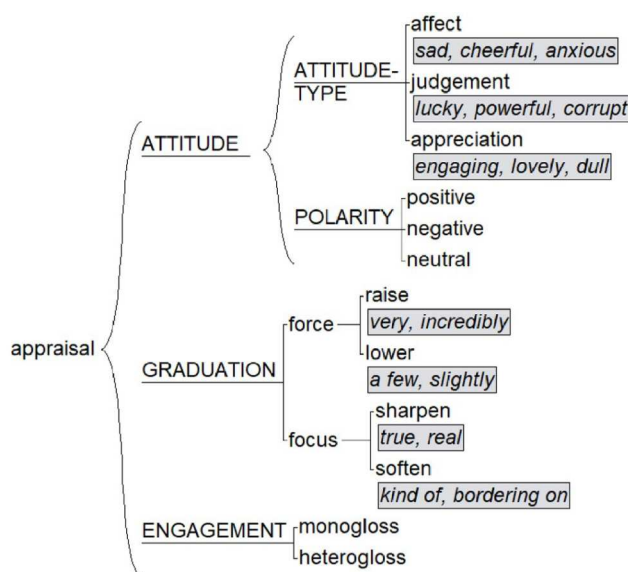 affect
sad, cheerful, anxious
ATTITUDE-
TYPE
judgement
lucky, powerful, corrupt
ATTITUDE
appreciation
engaging, lovely, dull
positive
POLARITY
negative
neutral
appraisal
raise
force
very, incredibly
lower
GRADUATION
a few, slightly
sharpen
true, real
focus
soften
kind of, bordering on
ENGAGEMENT
monogloss
heterogloss